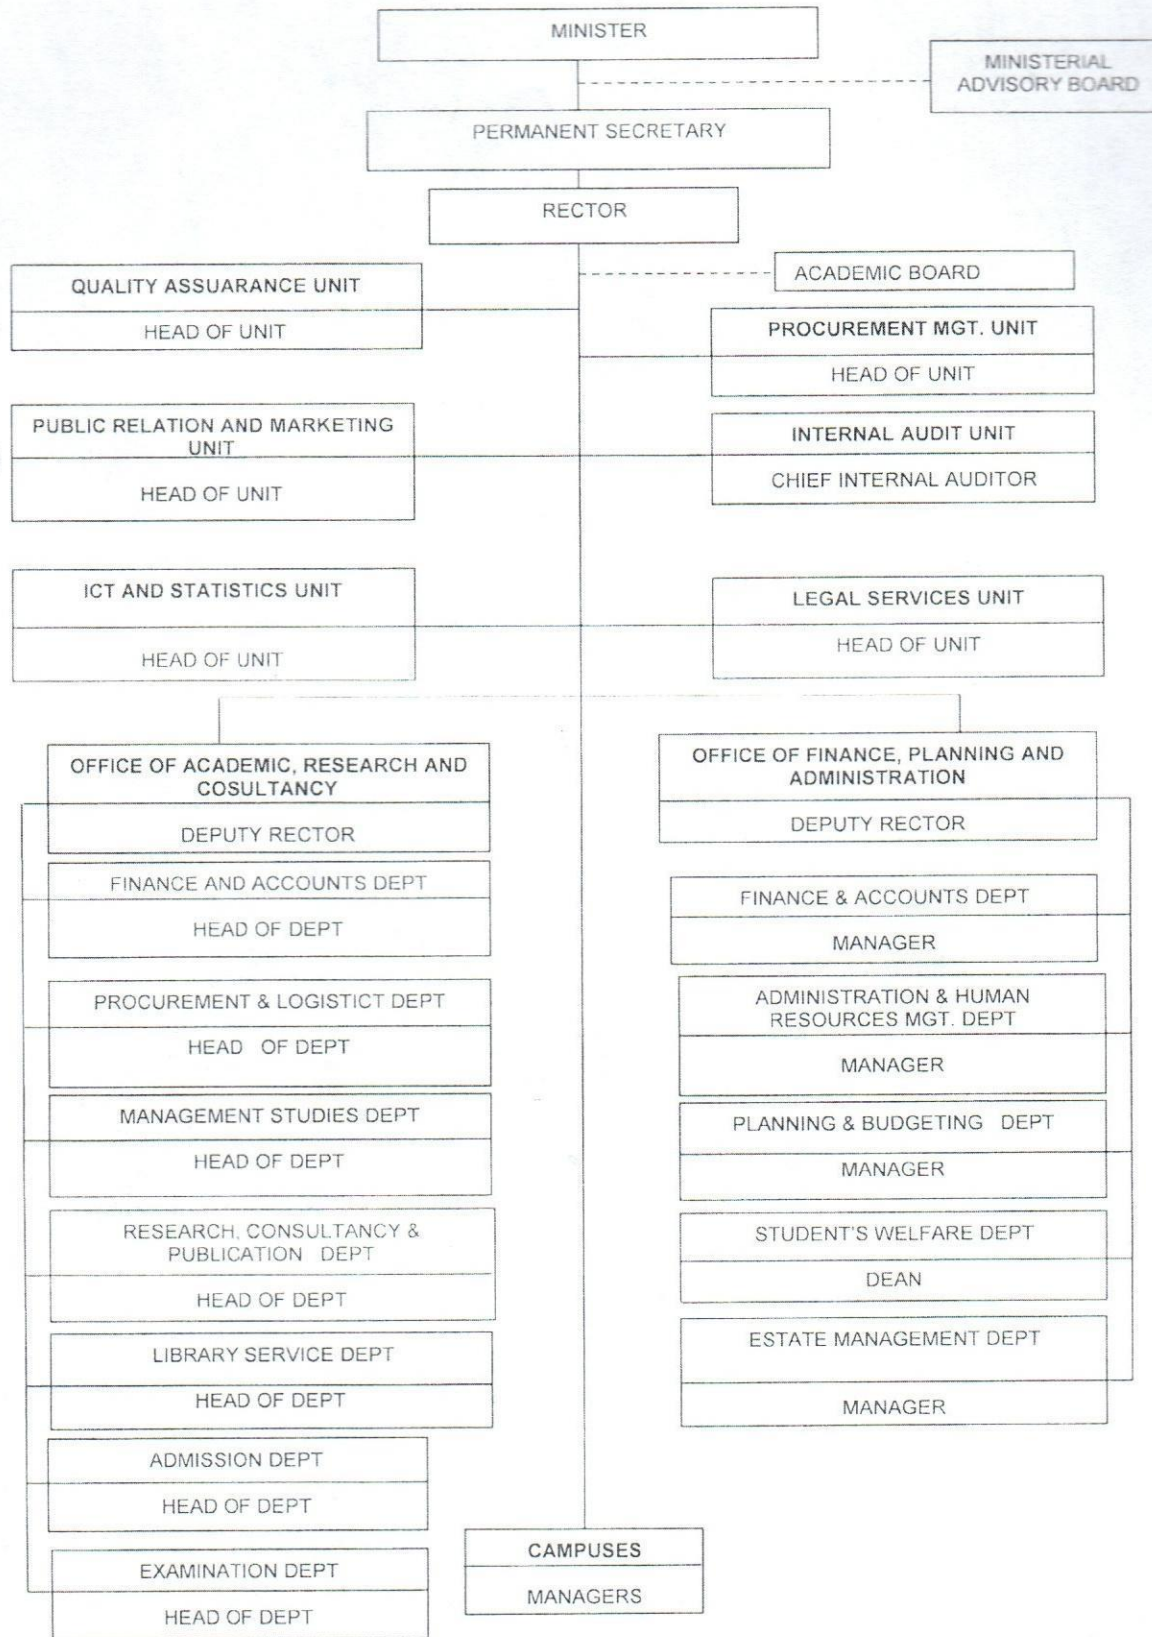 MINISTER
MINISTERIAL
ADVISORY BOARD
PERMANENT SECRETARY
RECTOR
ACADEMIC BOARD
QUALITY ASSUARANCE UNIT
HEAD OF UNIT
PROCUREMENT MGT. UNIT
HEAD OF UNIT
PUBLIC RELATION AND MARKETING
UNIT
HEAD OF UNIT
INTERNAL AUDIT UNIT
CHIEF INTERNAL AUDITOR
ICT AND STATISTICS UNIT
HEAD OF UNIT
LEGAL SERVICES UNIT
HEAD OF UNIT
OFFICE OF ACADEMIC, RESEARCH AND
COSULTANCY
DEPUTY RECTOR
FINANCE AND ACCOUNTS DEPT
HEAD OF DEPT
PROCUREMENT & LOGISTICT DEPT
HEAD OF DEPT
MANAGEMENT STUDIES DEPT
HEAD OF DEPT
RESEARCH, CONSULTANCY &
PUBLICATION DEPT
HEAD OF DEPT
LIBRARY SERVICE DEPT
HEAD OF DEPT
ADMISSION DEPT
HEAD OF DEPT
EXAMINATION DEPT
HEAD OF DEPT
OFFICE OF FINANCE, PLANNING AND
ADMINISTRATION
DEPUTY RECTOR
FINANCE & ACCOUNTS DEPT
MANAGER
ADMINISTRATION & HUMAN
RESOURCES MGT. DEPT
MANAGER
PLANNING & BUDGETING DEPT
MANAGER
STUDENT'S WELFARE DEPT
DEAN
ESTATE MANAGEMENT DEPT
MANAGER
CAMPUSES
MANAGERS